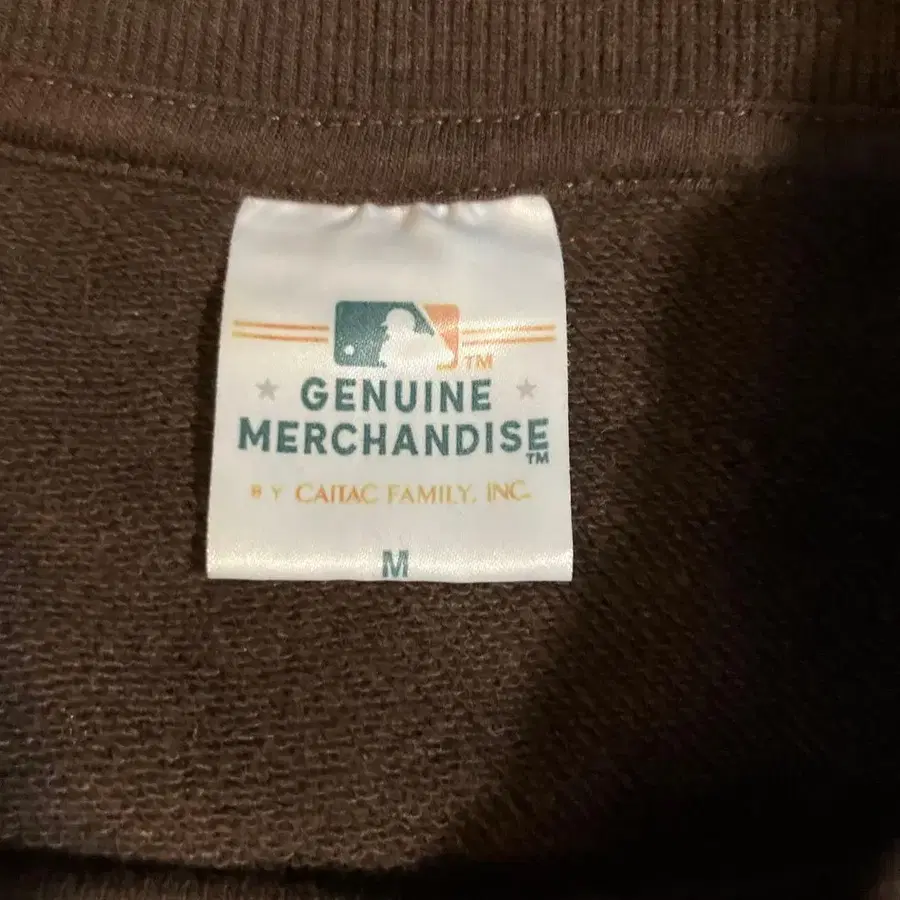 TM
GENUINE
MERCHANDISE
TM
BY CAITAC FAMILY, INC.
M